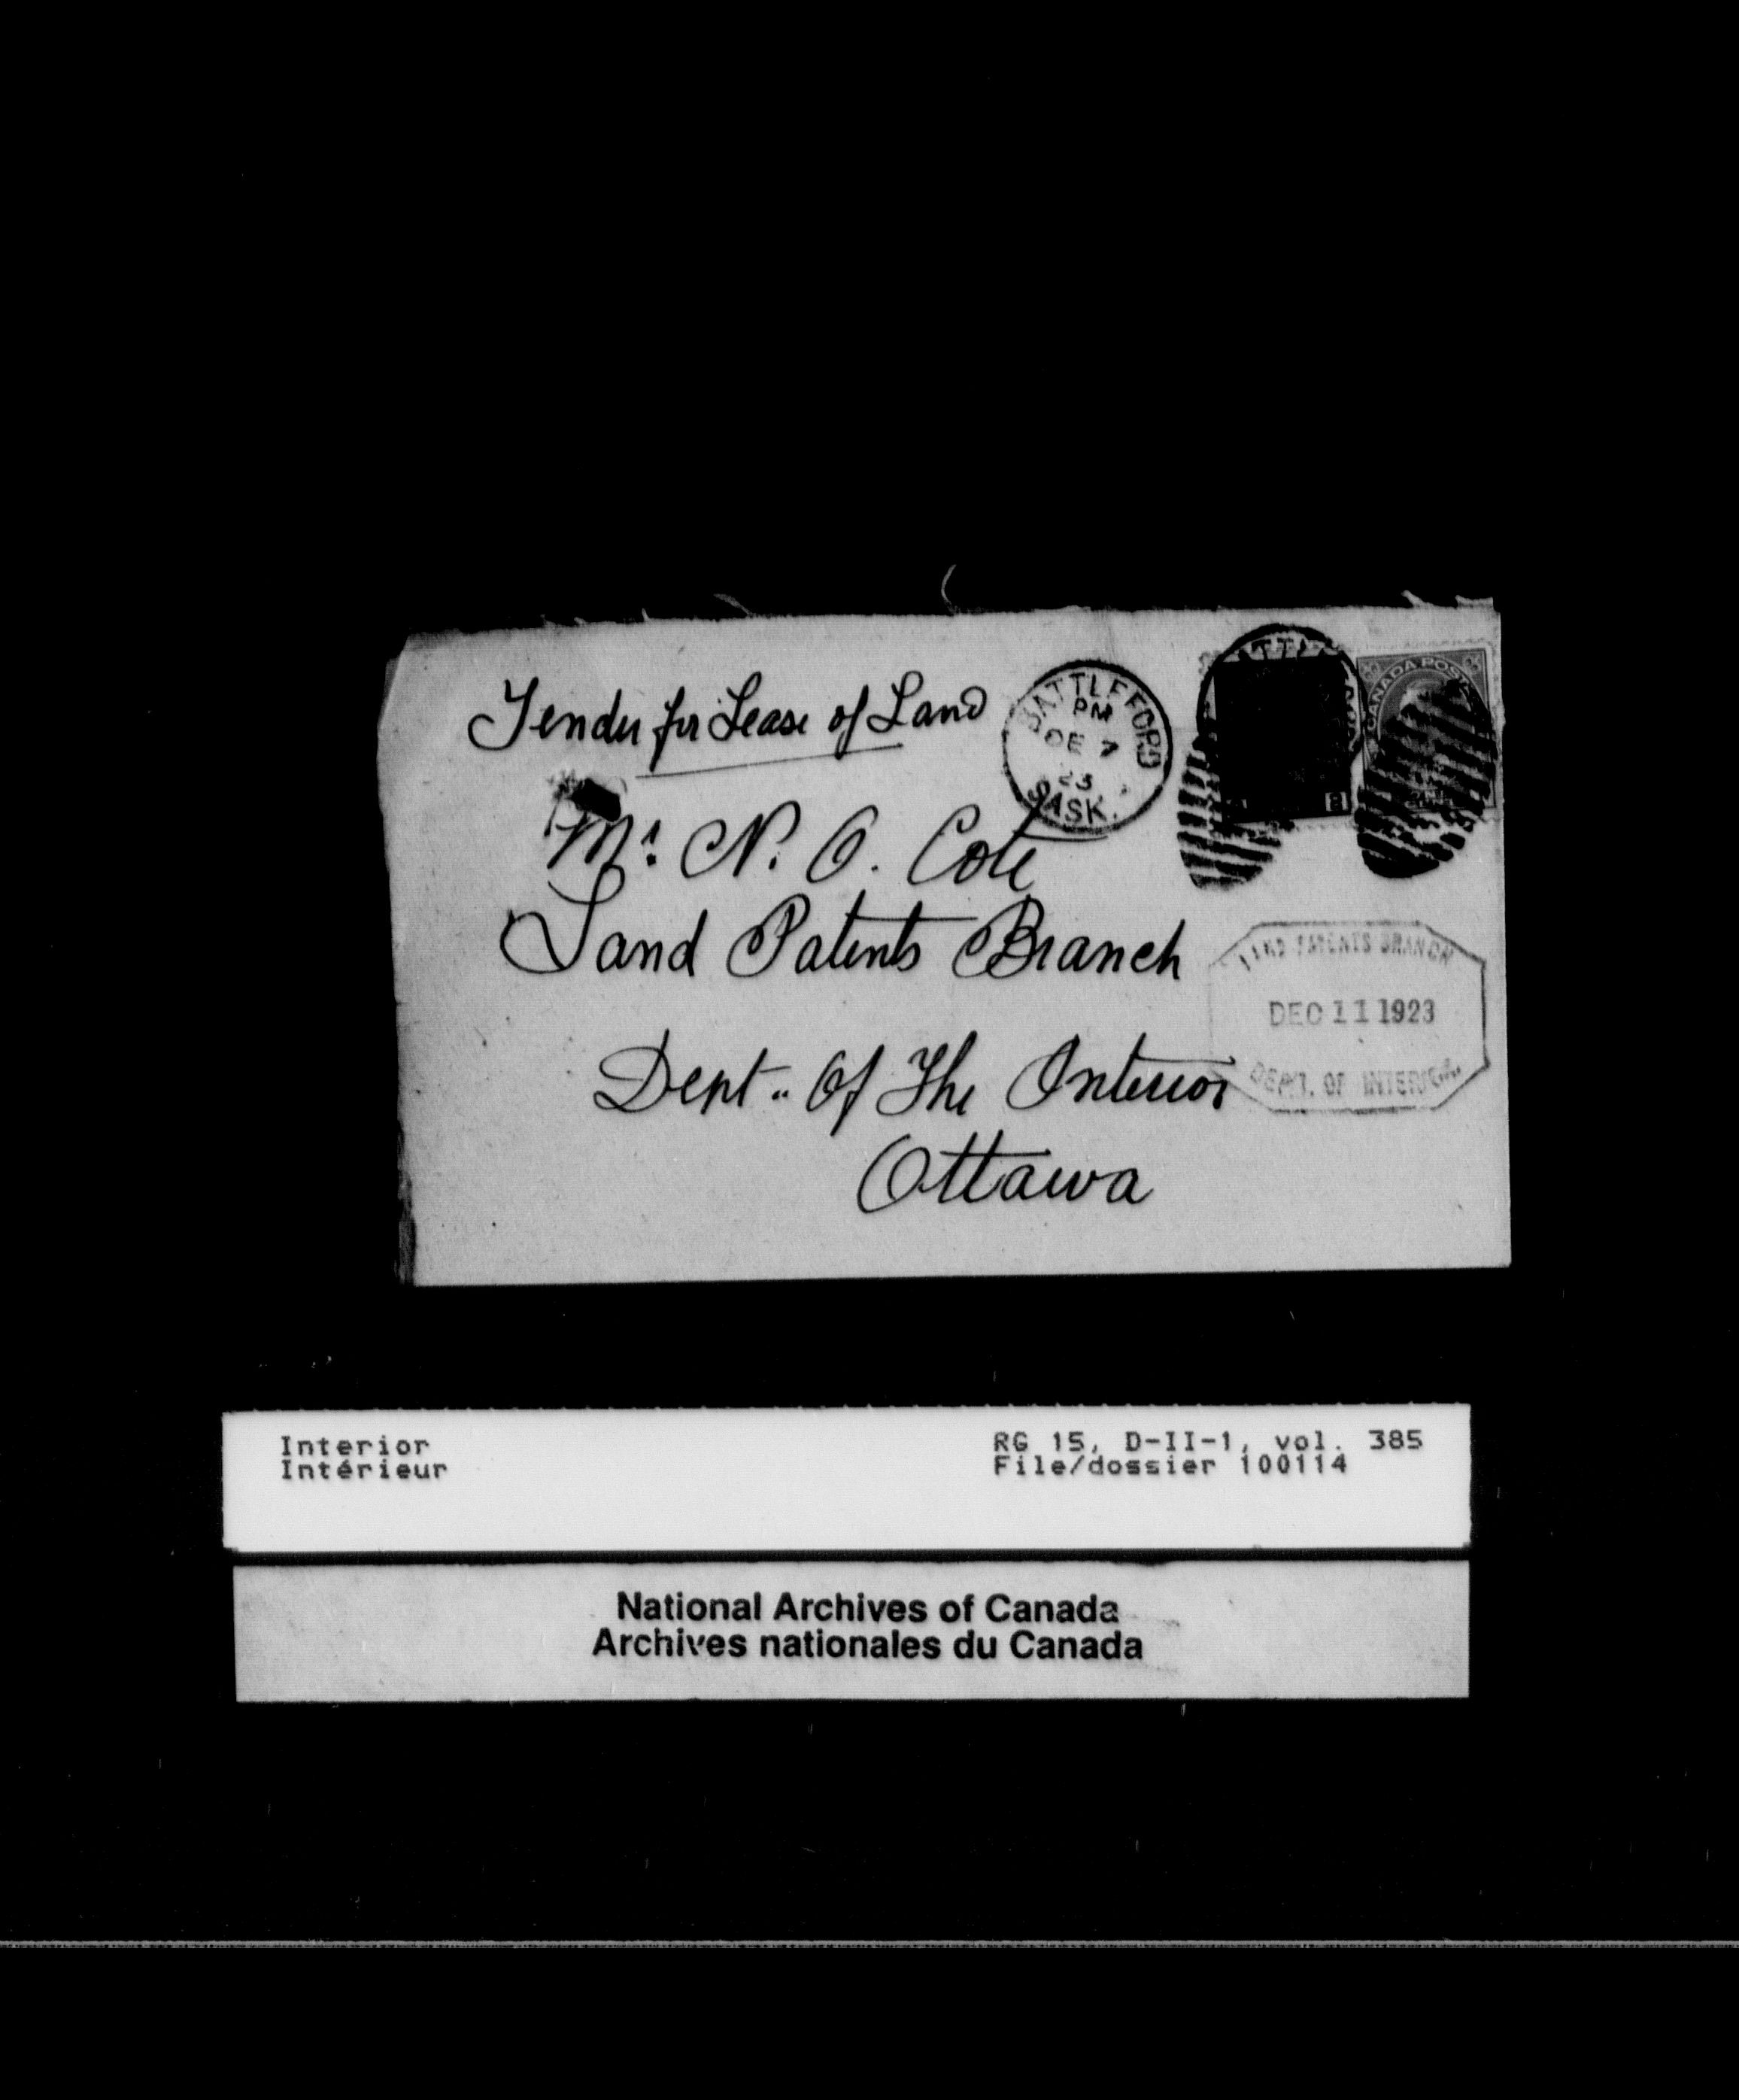 Tender for Lease of Land
BATTLEFORD
PM
DE 7
23
SASK.
CANADA POS
Mr. N. O. Cote
Land Patents Branch
Dept. of The Interior
Ottawa
LAND PATENTS BRANCH
DEC 11 1923
DEPT. OF INTERIOR
Interior
Intérieur
RG 15, D-II-1, vol. 385
File/dossier 100114
National Archives of Canada
Archives nationales du Canada